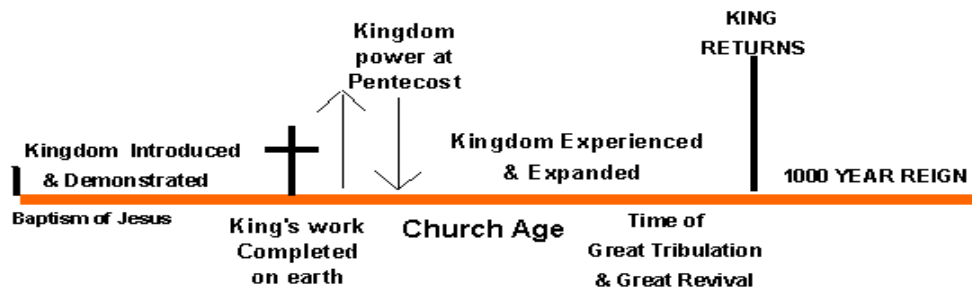 KING
RETURNS
Kingdom
power at
Pentecost
Kingdom Introduced
& Demonstrated
Kingdom Experienced
& Expanded
1000 YEAR REIGN
Baptism of Jesus
King's work
Completed
on earth
Church Age
Time of
Great Tribulation
& Great Revival